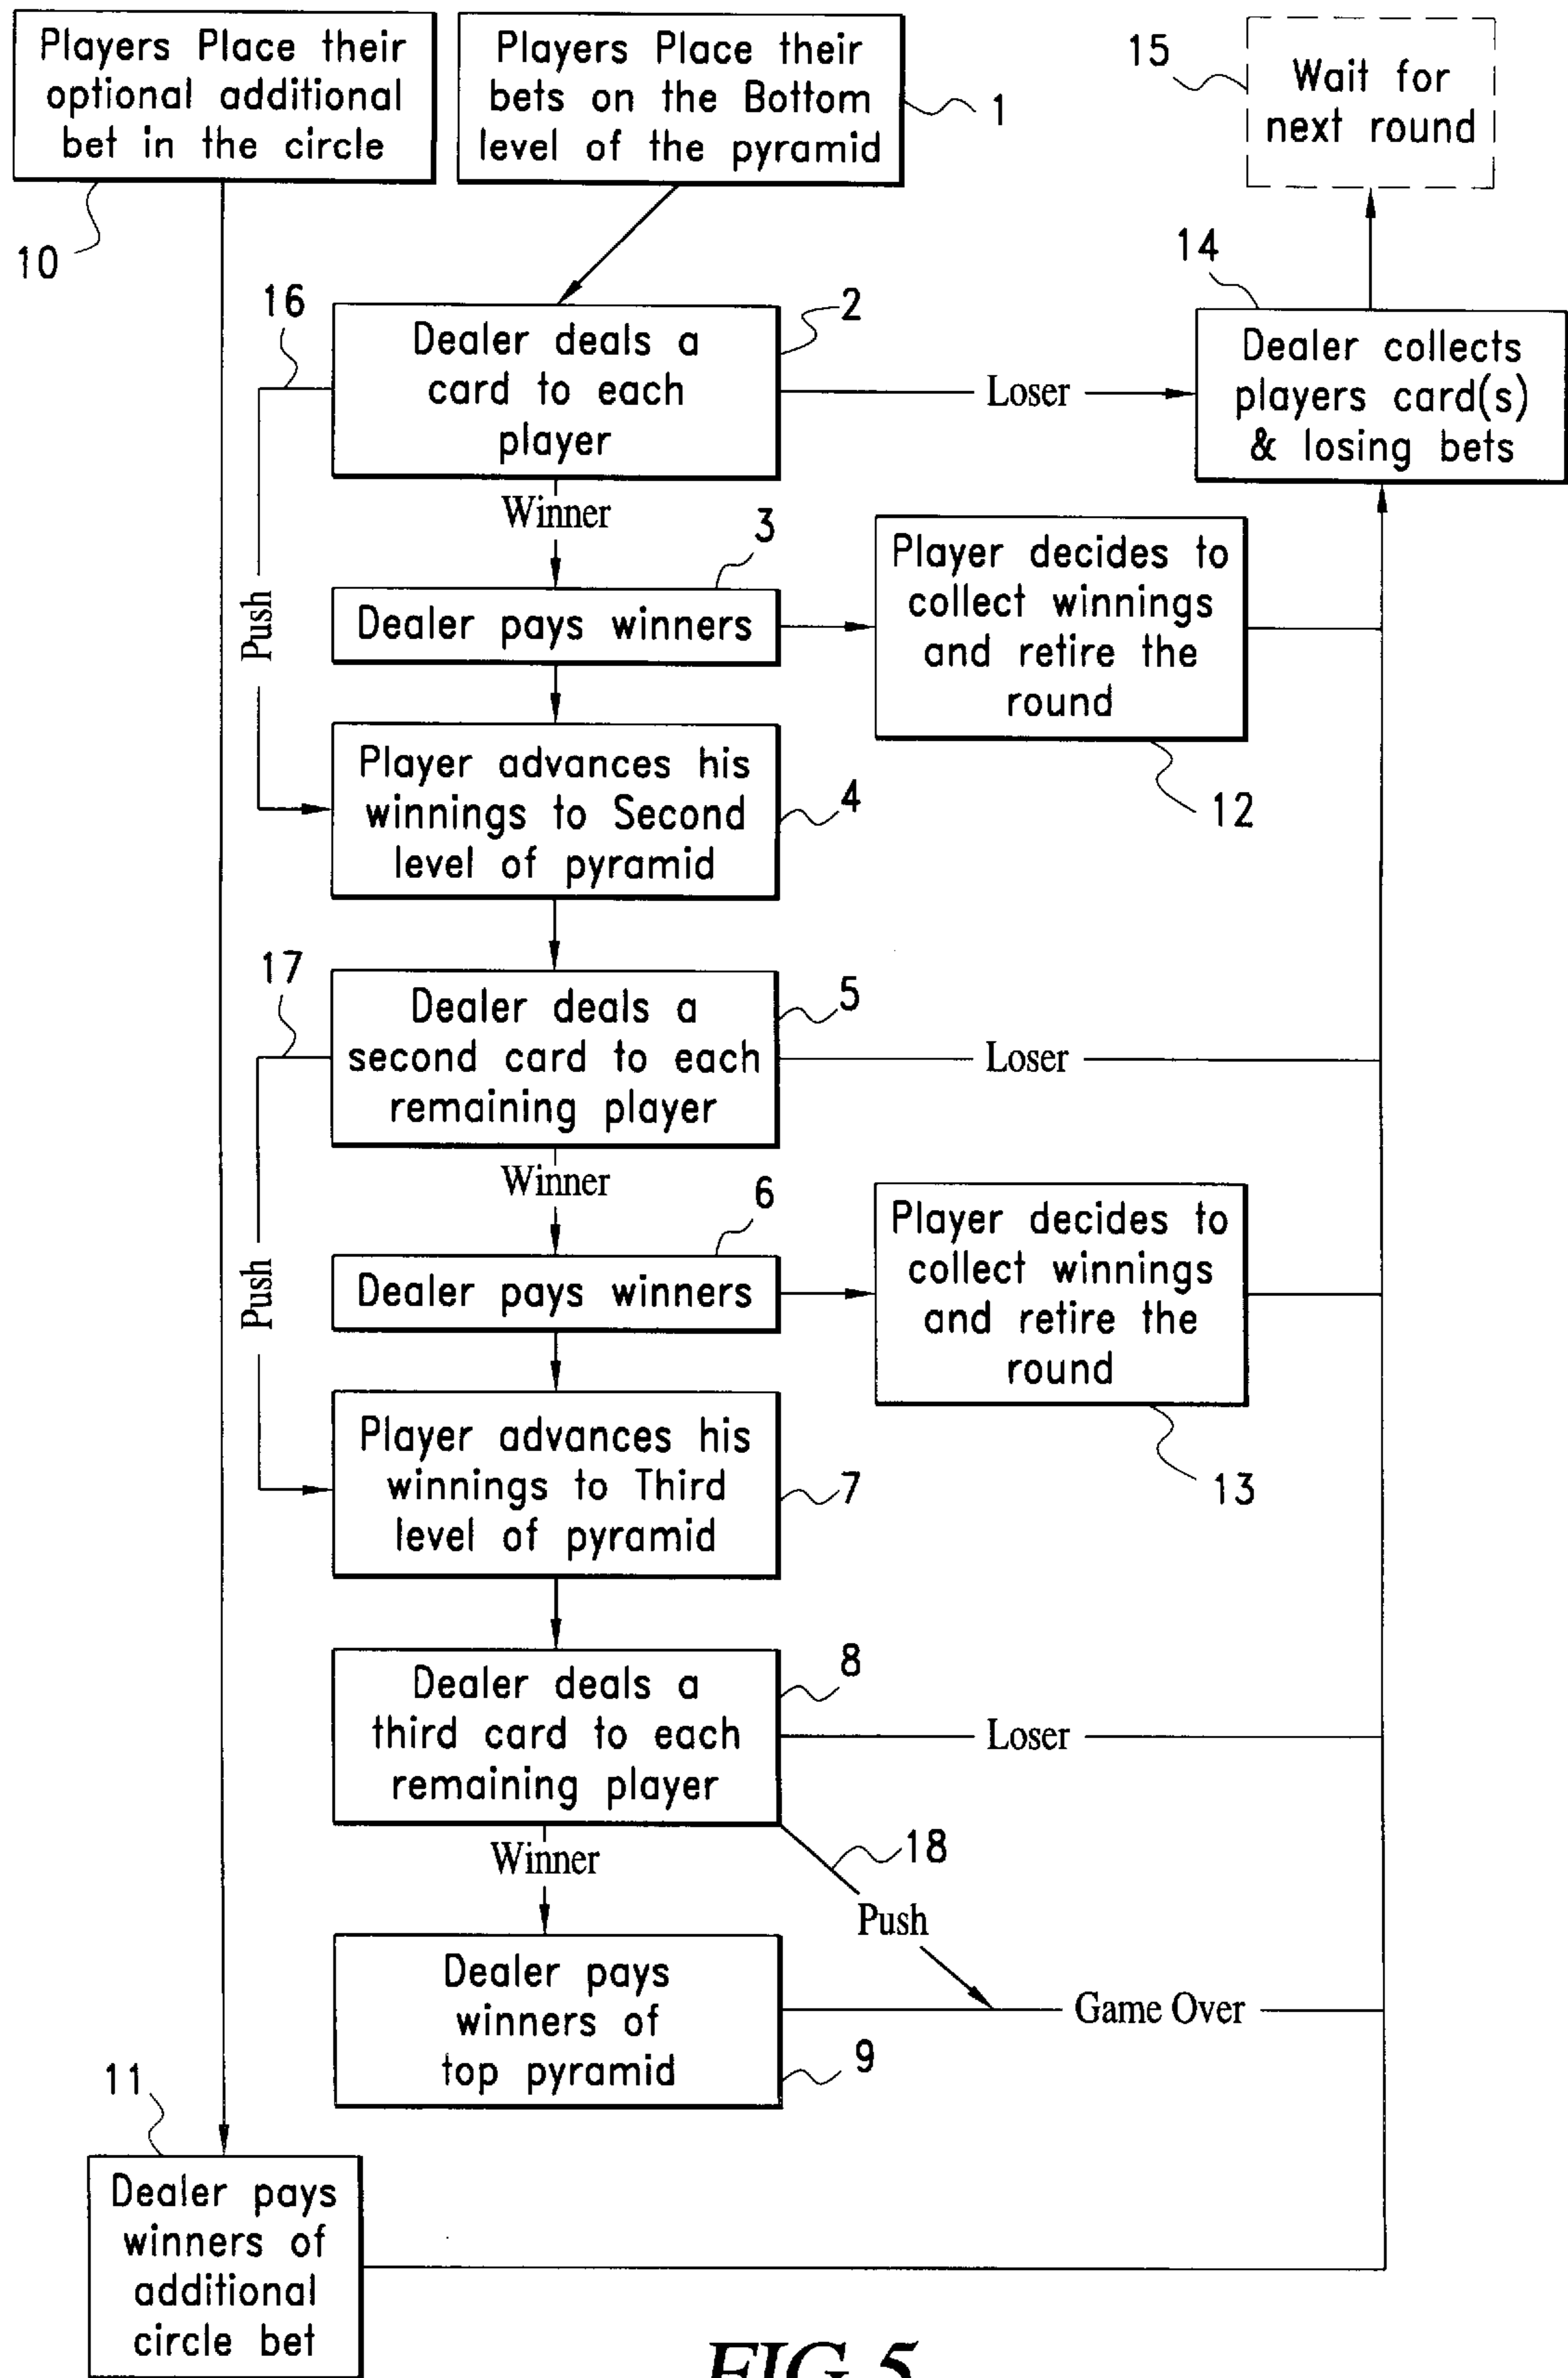 Players Place their
optional additional
bet in the circle
10
Players Place their
bets on the Bottom
level of the pyramid
1
15
Wait for
next round
14
Dealer collects
players card(s)
& losing bets
16
Dealer deals a
card to each
player
2
Loser
Push
Winner
3
Dealer pays winners
Player decides to
collect winnings
and retire the
round
12
Player advances his
winnings to Second
level of pyramid
4
17
Dealer deals a
second card to each
remaining player
5
Loser
Push
Winner
6
Dealer pays winners
Player decides to
collect winnings
and retire the
round
13
Player advances his
winnings to Third
level of pyramid
7
Dealer deals a
third card to each
remaining player
8
Loser
Winner
18
Push
Dealer pays
winners of
top pyramid
9
Game Over
11
Dealer pays
winners of
additional
circle bet
FIG.5